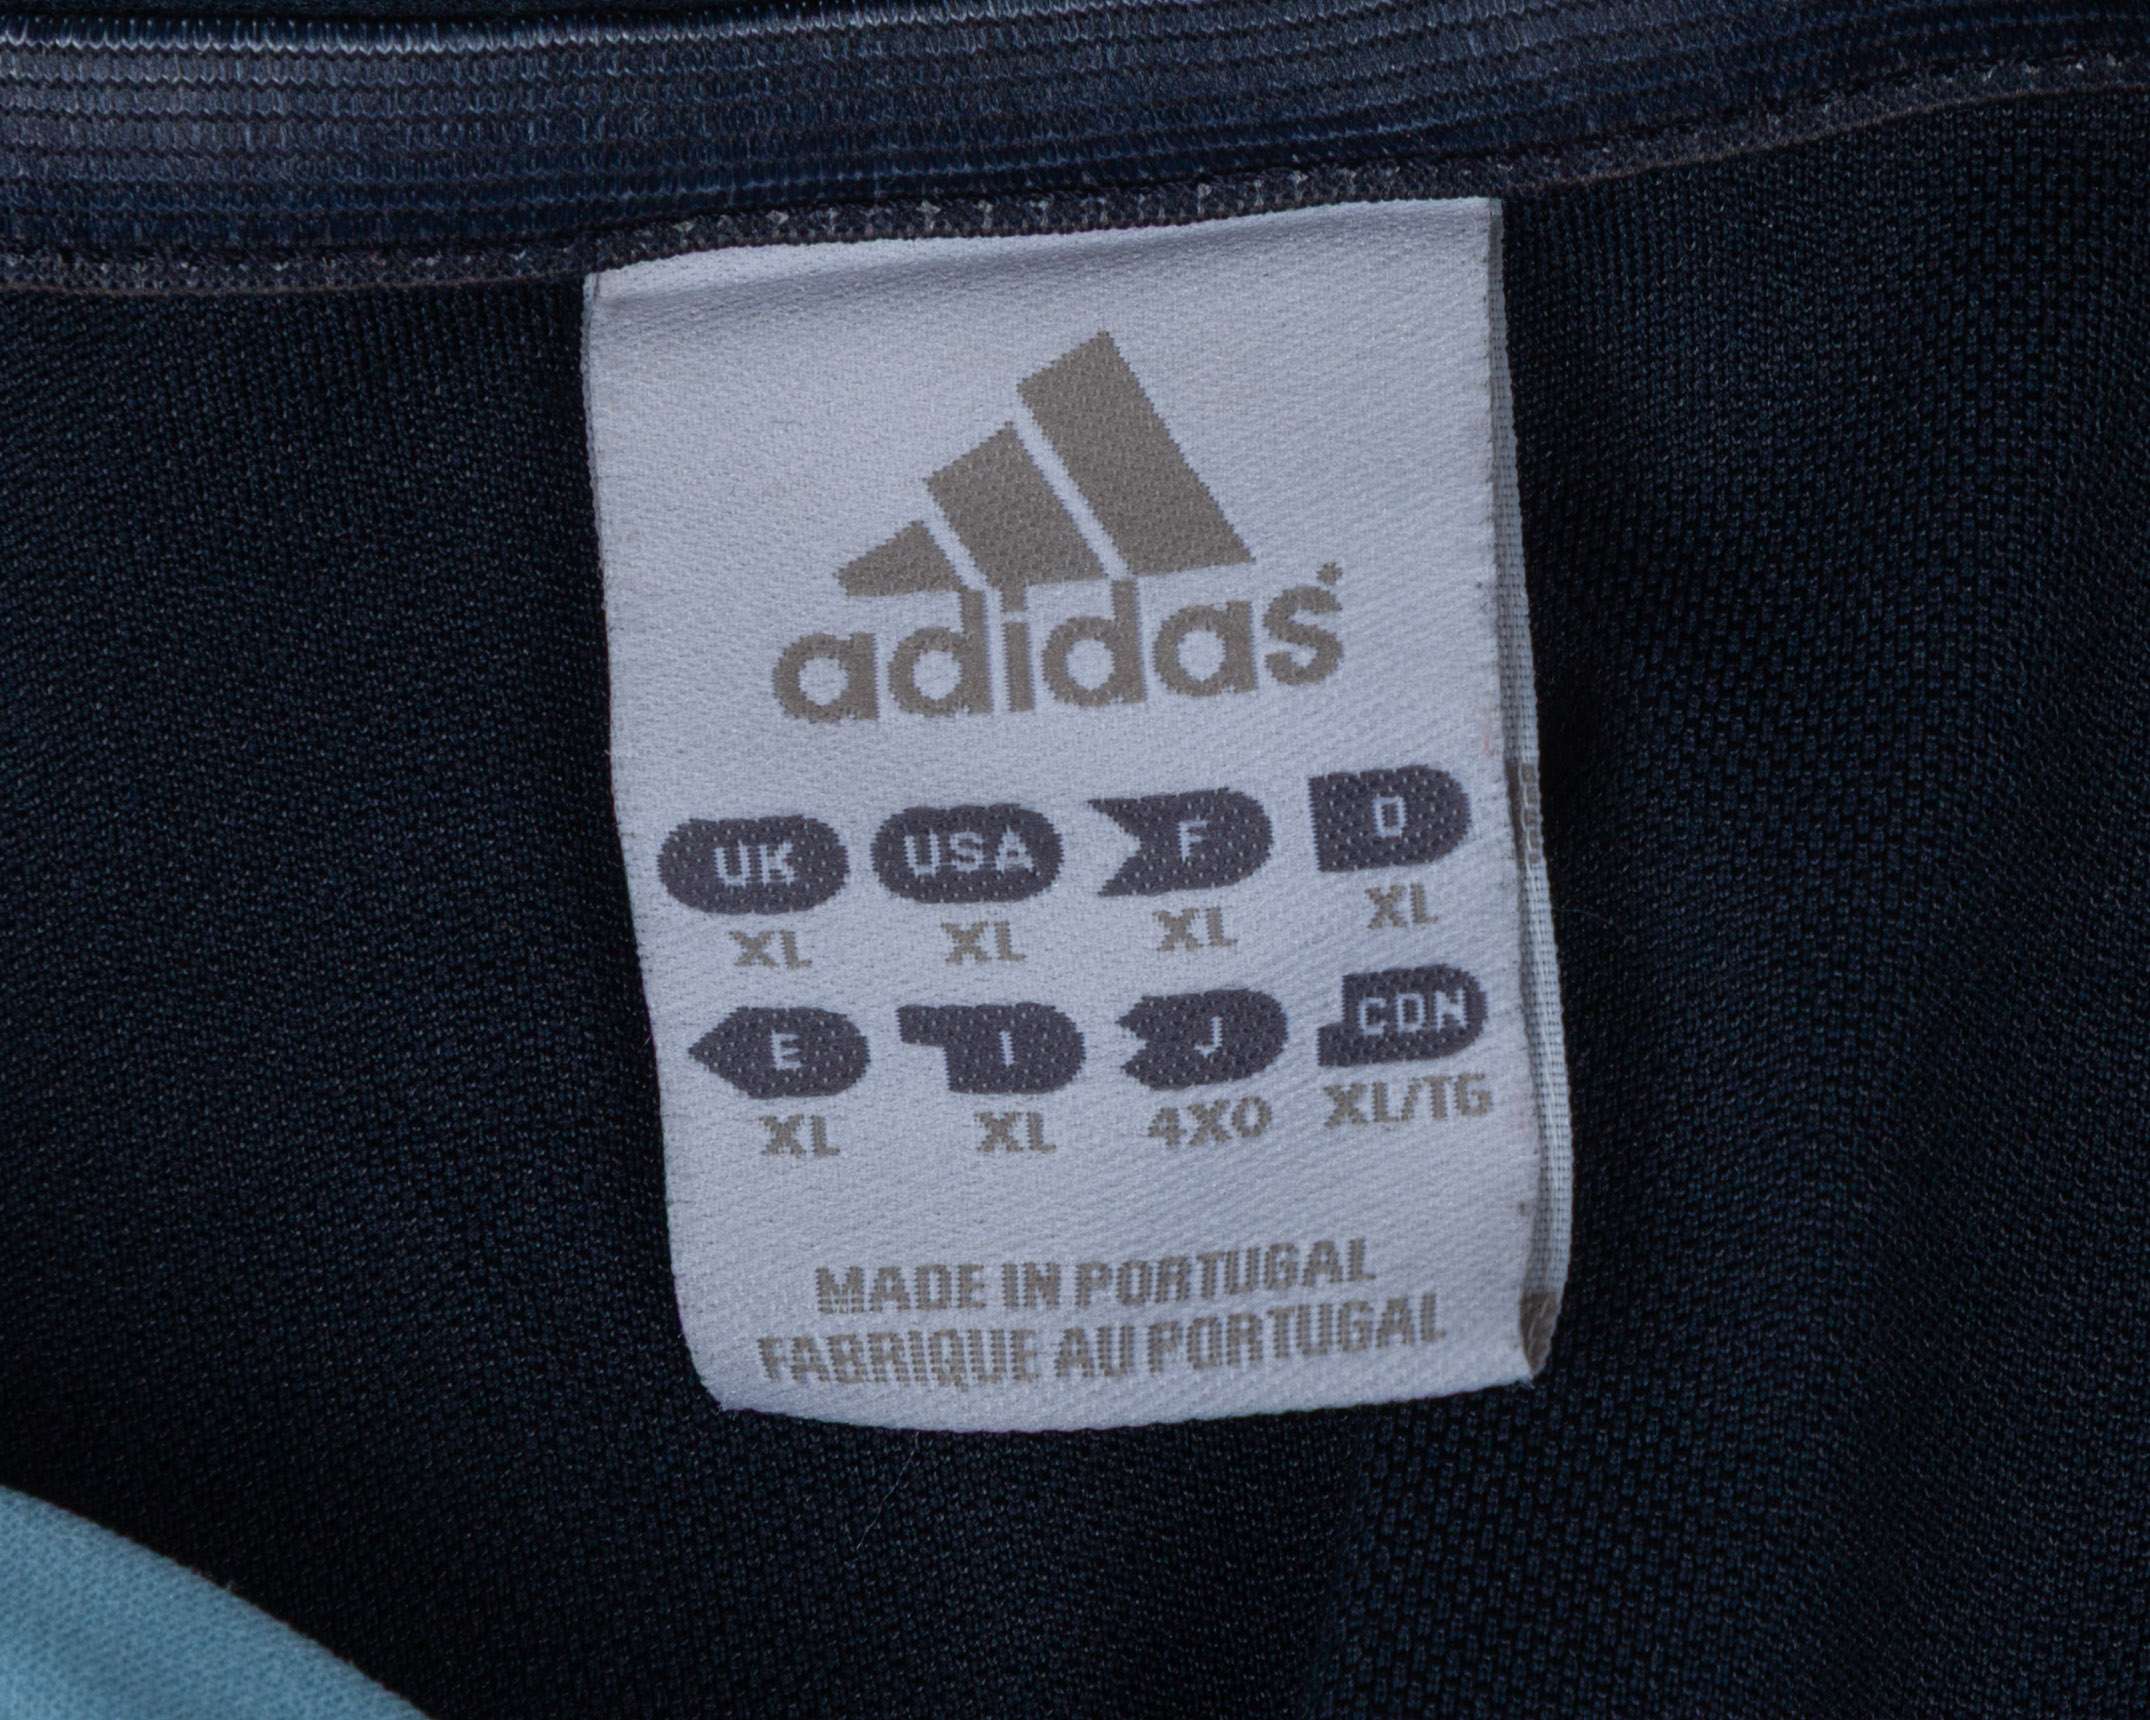 adidas
UK USA F D
XL XL XL XL
E I J CDN
XL XL 4XO XL/TG
MADE IN PORTUGAL
FABRIQUE AU PORTUGAL